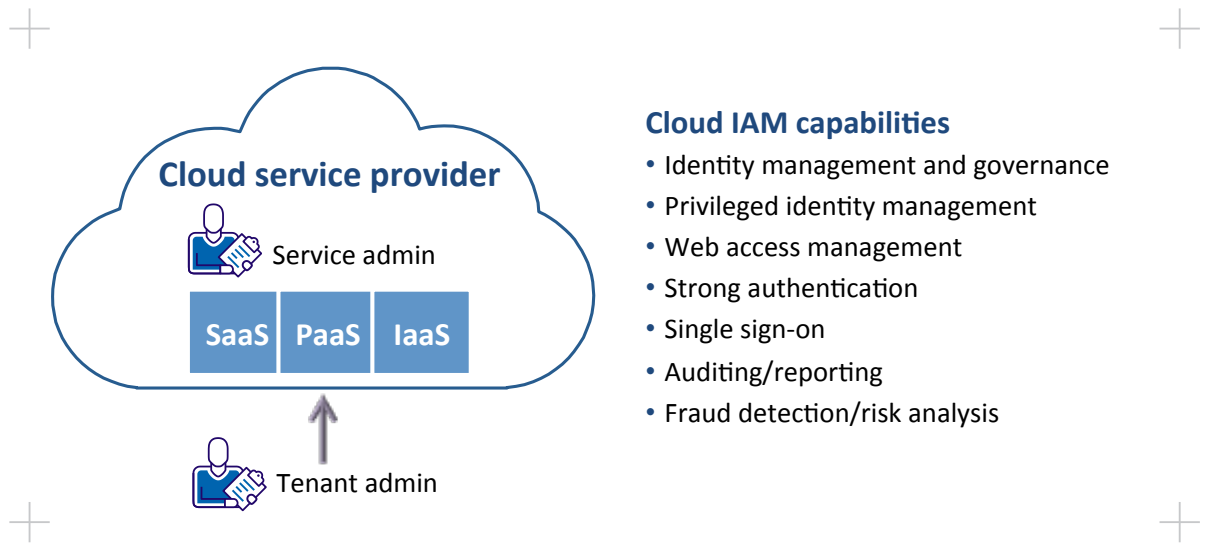 Cloud service provider
Service admin
SaaS PaaS IaaS
Tenant admin
Cloud IAM capabilities
• Identity management and governance
• Privileged identity management
• Web access management
• Strong authentication
• Single sign-on
• Auditing/reporting
• Fraud detection/risk analysis